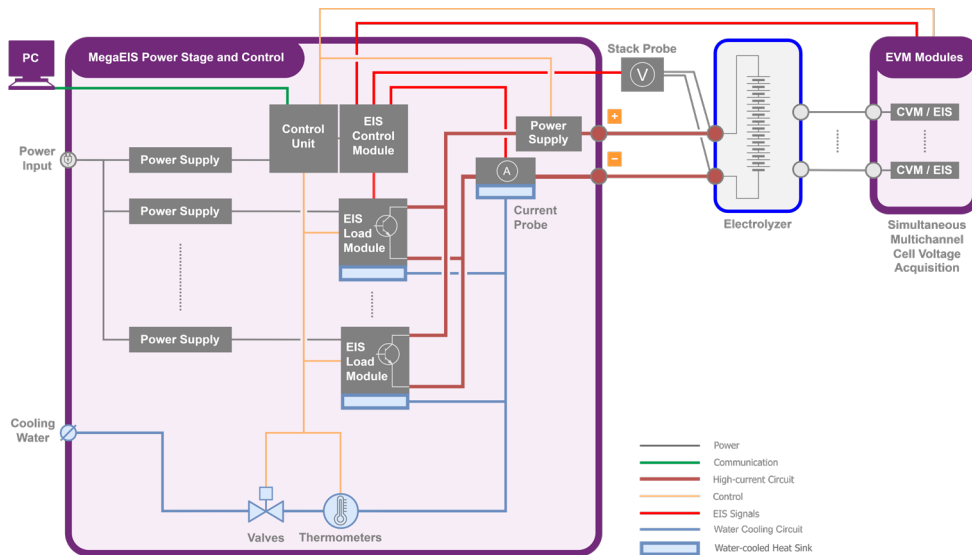 PC
MegaEIS Power Stage and Control
Stack Probe
V
EVM Modules
Control
Unit
EIS
Control
Module
Power
Supply
+
−
CVM / EIS
CVM / EIS
Power
Input
Power Supply
A
Current
Probe
Electrolyzer
Simultaneous
Multichannel
Cell Voltage
Acquisition
Power Supply
EIS
Load
Module
Power Supply
EIS
Load
Module
Cooling
Water
Valves
Thermometers
Power
Communication
High-current Circuit
Control
EIS Signals
Water Cooling Circuit
Water-cooled Heat Sink